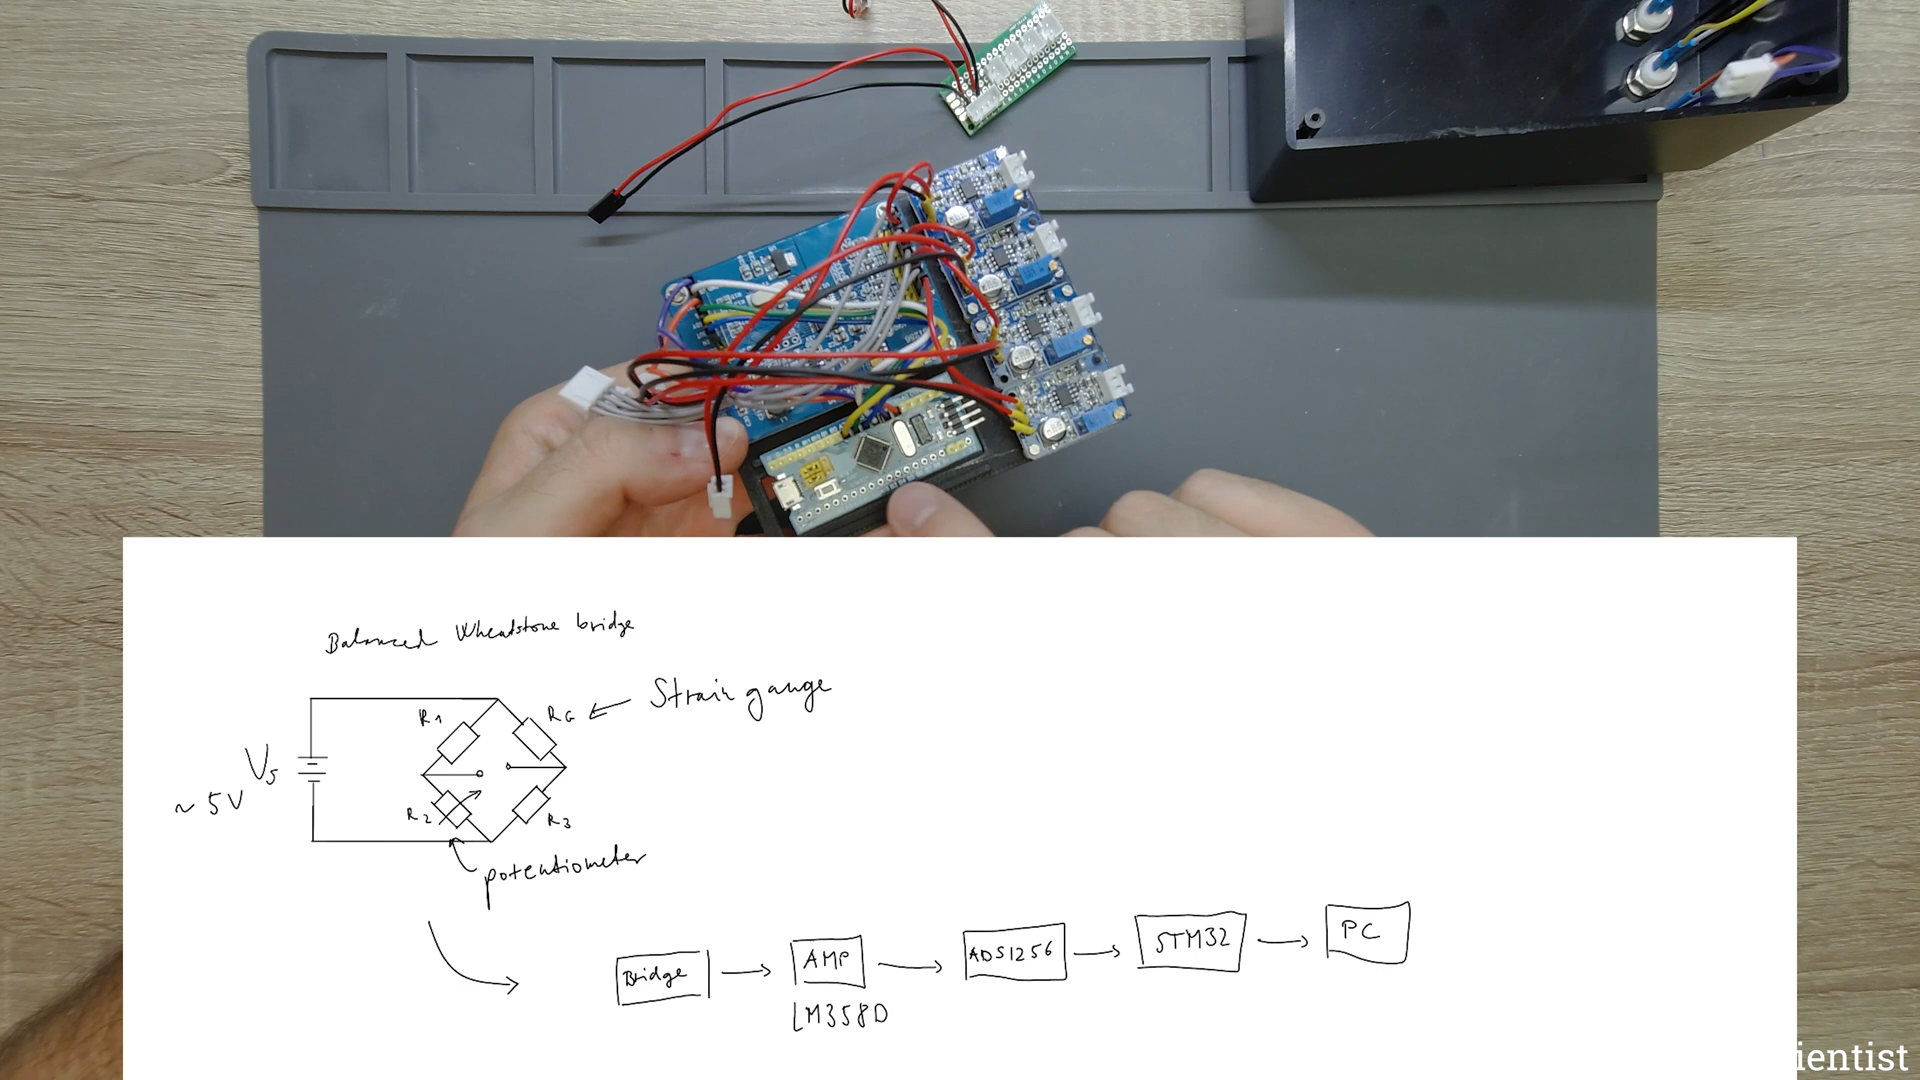 Balanced Wheatstone bridge
R1
RG
Strain gauge
VS
~ 5V
R2
R3
potentiometer
Bridge
AMP
ADS1256
STM32
PC
LM358D
ientist